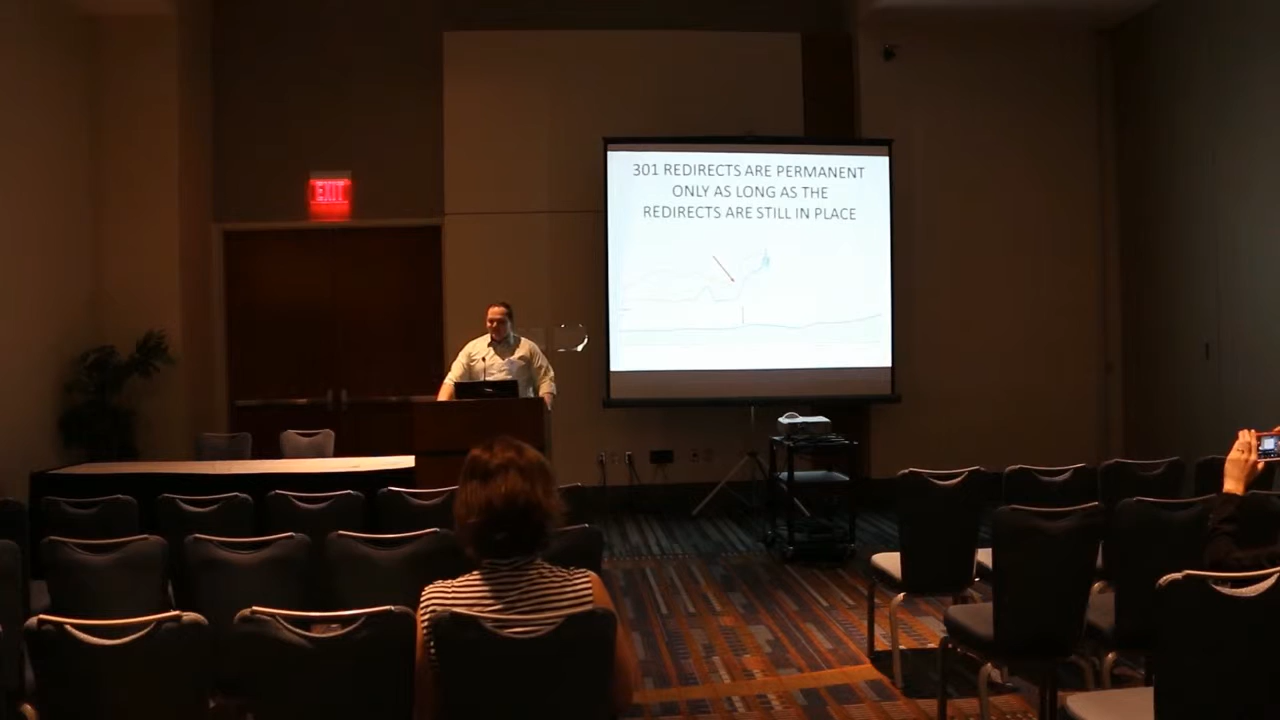 EXIT
301 REDIRECTS ARE PERMANENT
ONLY AS LONG AS THE
REDIRECTS ARE STILL IN PLACE